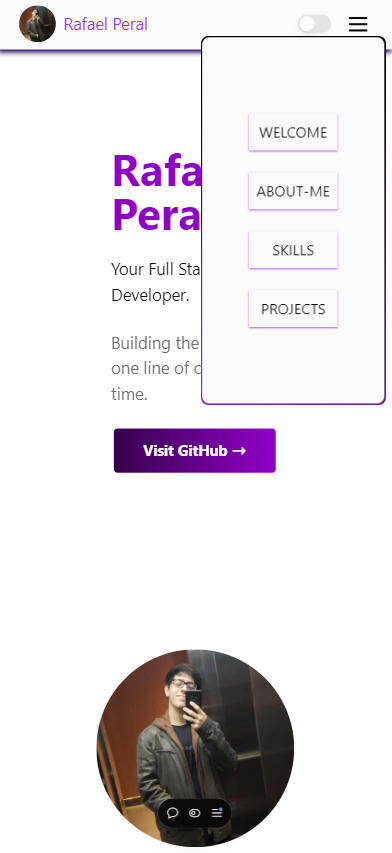 Rafael Peral
WELCOME
ABOUT-ME
SKILLS
PROJECTS
Rafa
Pera
Your Full Sta
Developer.
Building the
one line of c
time.
Visit GitHub →